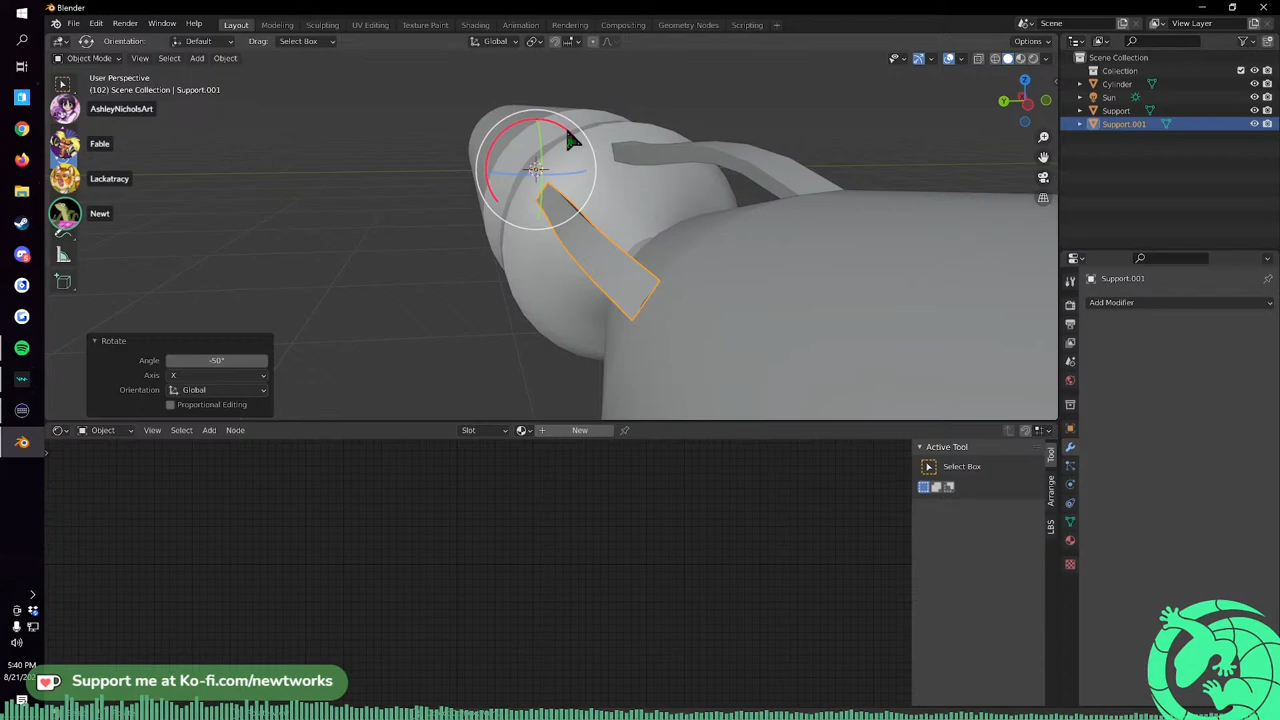 Blender
File Edit Render Window Help
Layout Modeling Sculpting UV Editing Texture Paint Shading Animation Rendering Compositing Geometry Nodes Scripting +
Scene
View Layer
Orientation: Default Drag: Select Box
Global
Options
Object Mode View Select Add Object
User Perspective
(102) Scene Collection | Support.001
AshleyNicholsArt
Fable
Lackatracy
Newt
Z
Y
Rotate
Angle -50°
Axis X
Orientation Global
Proportional Editing
Object View Select Add Node
Slot
New
Active Tool
Select Box
Tool
Arrange
LBS
Scene Collection
Collection
Cylinder
Sun
Support
Support.001
Support.001
Add Modifier
5:40
Support me at Ko-fi.com/newtworks